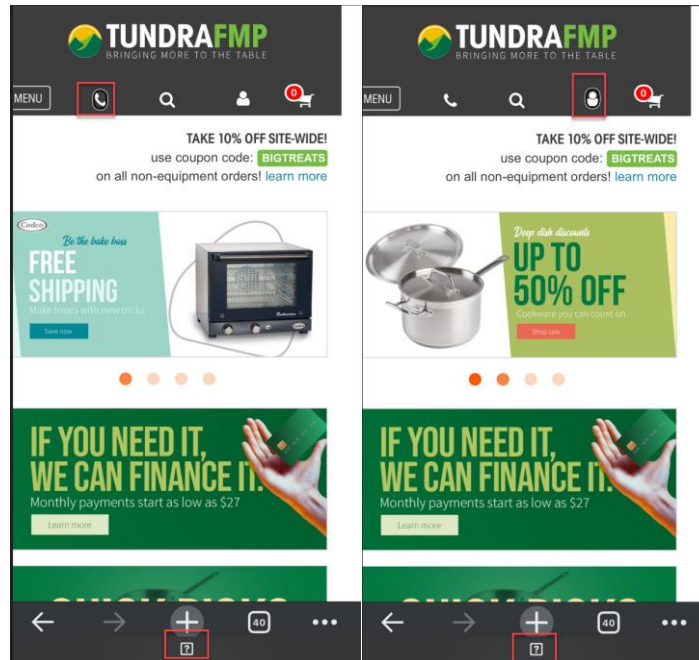 TUNDRAFMP
BRINGING MORE TO THE TABLE
MENU
0
TAKE 10% OFF SITE-WIDE!
use coupon code: BIGTREATS
on all non-equipment orders! learn more
Cadco
Be the bake boss
FREE
SHIPPING
Make treats with new tricks
Save now
IF YOU NEED IT,
WE CAN FINANCE IT.
Monthly payments start as low as $27
Learn more
QUICK PICKS
40
?
TUNDRAFMP
BRINGING MORE TO THE TABLE
MENU
0
TAKE 10% OFF SITE-WIDE!
use coupon code: BIGTREATS
on all non-equipment orders! learn more
Deep dish discounts
UP TO
50% OFF
Cookware you can count on
Shop sale
IF YOU NEED IT,
WE CAN FINANCE IT.
Monthly payments start as low as $27
Learn more
QUICK PICKS
40
?